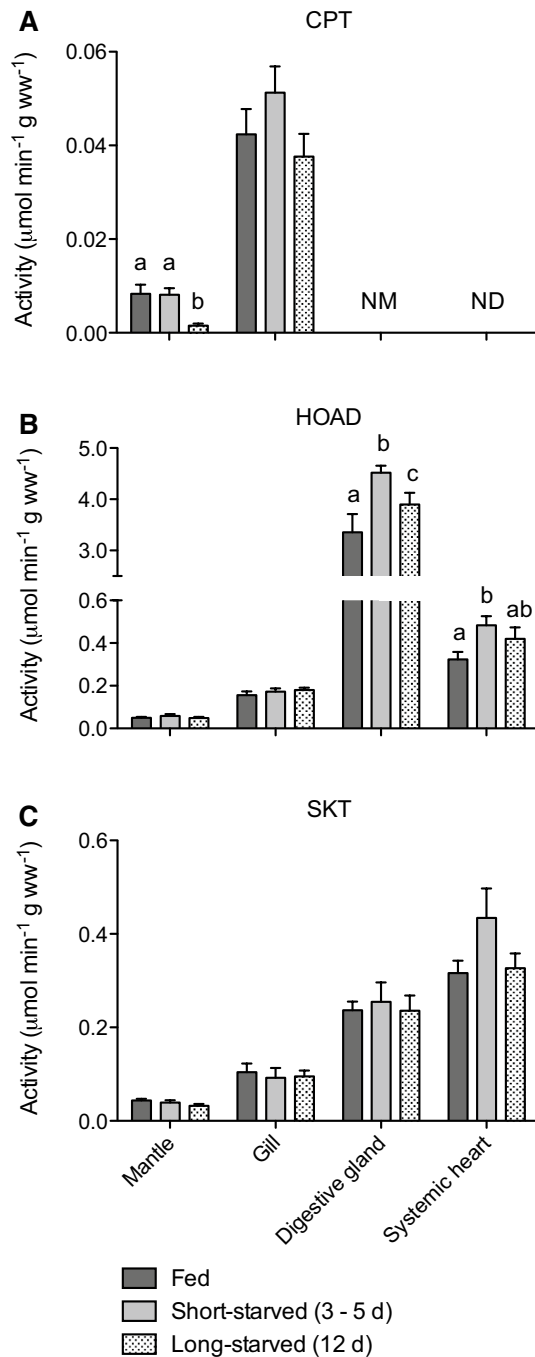 A
CPT
Activity (µmol min⁻¹ g ww⁻¹)
0.06
0.04
0.02
0.00
a a b
NM ND
B
HOAD
Activity (µmol min⁻¹ g ww⁻¹)
5.0
4.0
3.0
0.6
0.4
0.2
0.0
a b c
a b ab
C
SKT
Activity (µmol min⁻¹ g ww⁻¹)
0.6
0.4
0.2
0.0
Mantle
Gill
Digestive gland
Systemic heart
Fed
Short-starved (3 - 5 d)
Long-starved (12 d)